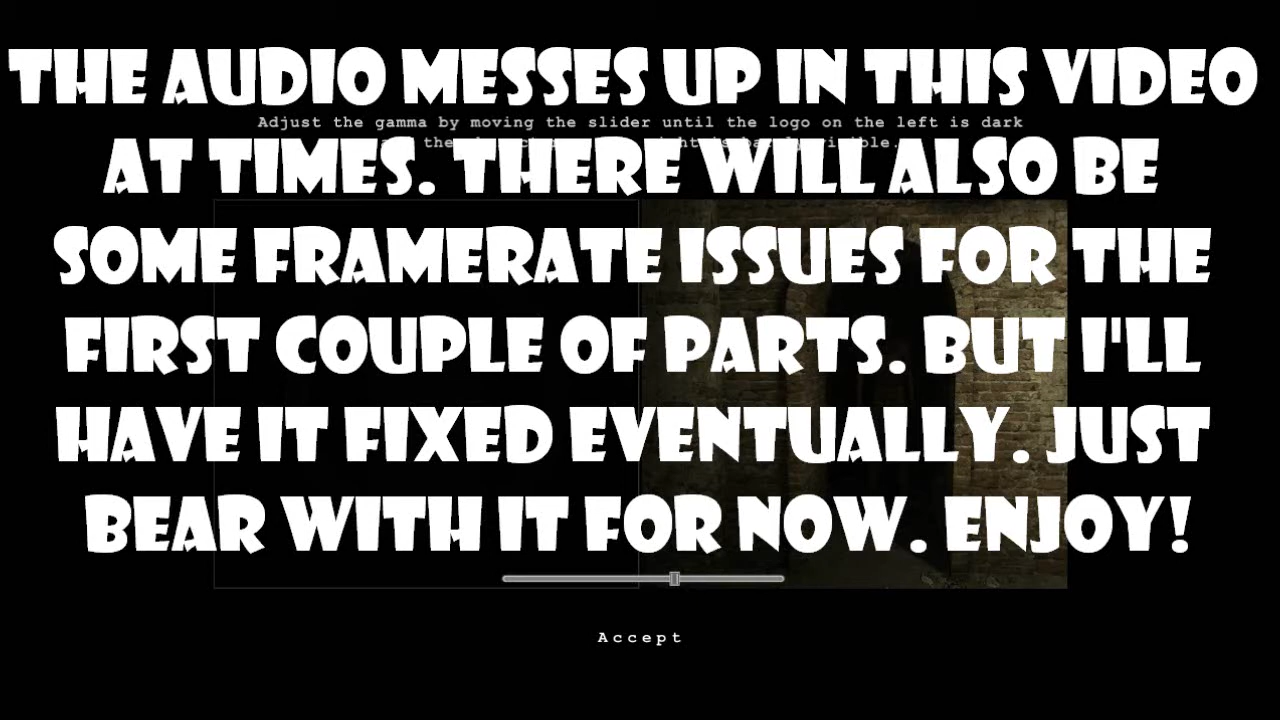 THE AUDIO MESSES UP IN THIS VIDEO
Adjust the gamma by moving the slider until the logo on the left is dark
AT TIMES. THERE WILL ALSO BE
SOME FRAMERATE ISSUES FOR THE
FIRST COUPLE OF PARTS. BUT I'LL
HAVE IT FIXED EVENTUALLY. JUST
BEAR WITH IT FOR NOW. ENJOY!
Accept